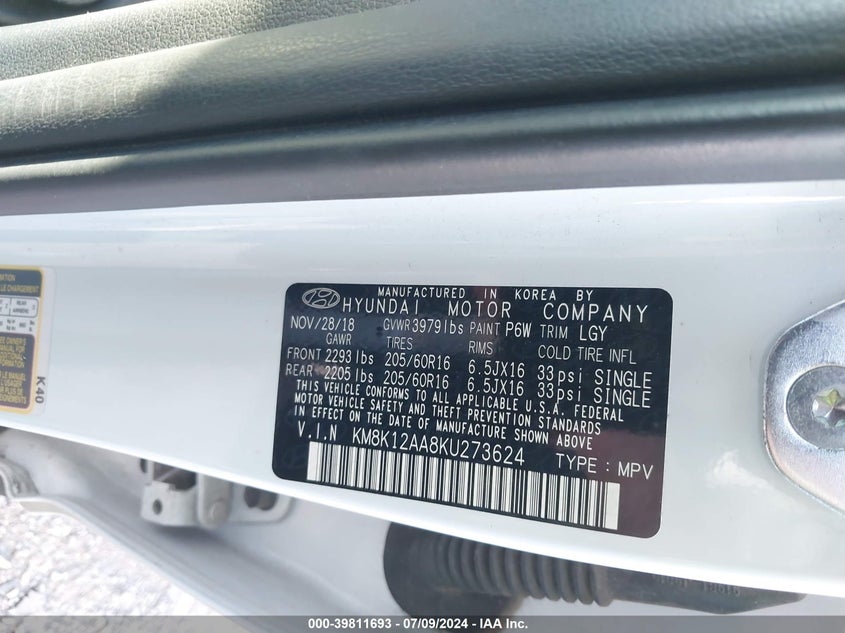 MANUFACTURED IN KOREA BY
HYUNDAI MOTOR COMPANY
NOV/28/18 GVWR 3979lbs PAINT P6W TRIM LGY
GAWR TIRES RIMS COLD TIRE INFL
FRONT 2293lbs 205/60R16 6.5JX16 33psi SINGLE
REAR 2205lbs 205/60R16 6.5JX16 33psi SINGLE
THIS VEHICLE CONFORMS TO ALL APPLICABLE U.S.A. FEDERAL
MOTOR VEHICLE SAFETY AND THEFT PREVENTION STANDARDS
IN EFFECT ON THE DATE OF MANUFACTURE SHOWN ABOVE
V.I.N KM8K12AA8KU273624 TYPE : MPV
CHARGEMENT
REAR
K40
000-39811693 / 07/09/2024 - IAA Inc.